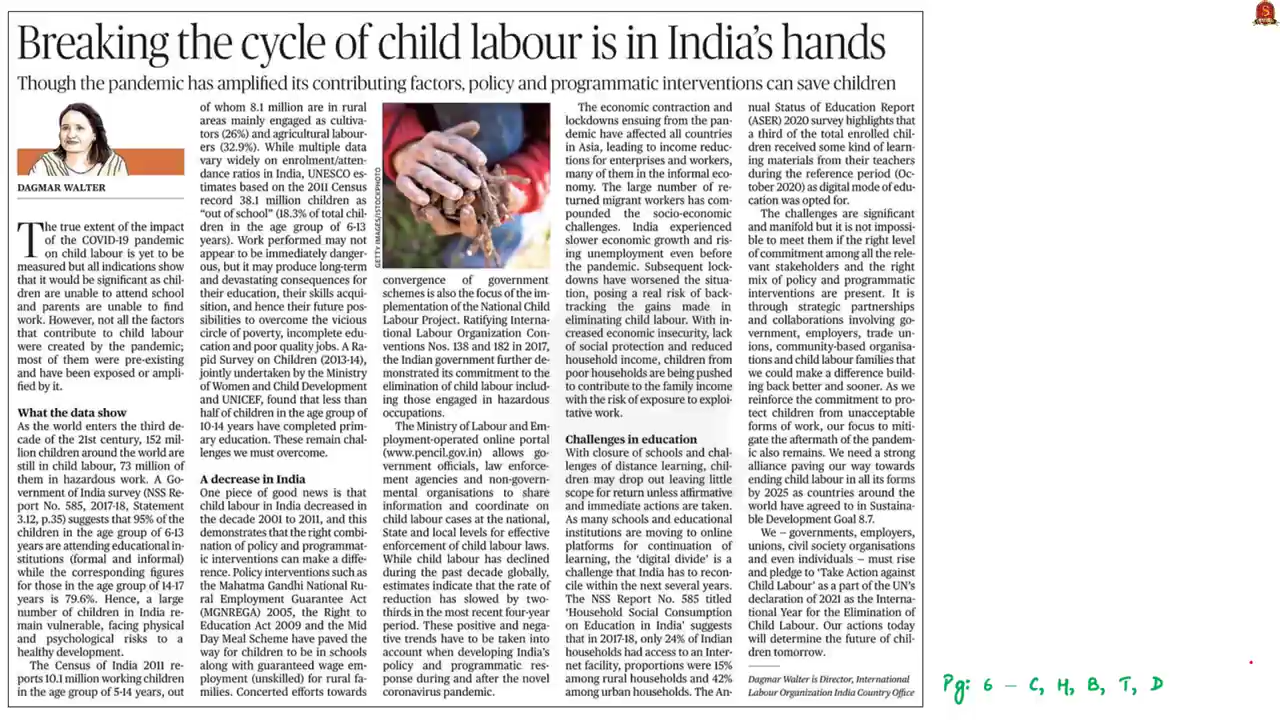 Breaking the cycle of child labour is in India's hands
Though the pandemic has amplified its contributing factors, policy and programmatic interventions can save children
DAGMAR WALTER
The true extent of the impact
of the COVID-19 pandemic
on child labour is yet to be
measured but all indications show
that it would be significant as chil-
dren are unable to attend school
and parents are unable to find
work. However, not all the factors
that contribute to child labour
were created by the pandemic;
most of them were pre-existing
and have been exposed or ampli-
fied by it.
What the data show
As the world enters the third de-
cade of the 21st century, 152 mil-
lion children around the world are
still in child labour, 73 million of
them in hazardous work. A Go-
vernment of India survey (NSS Re-
port No. 585, 2017-18, Statement
3.12, p.35) suggests that 95% of the
children in the age group of 6-13
years are attending educational in-
stitutions (formal and informal)
while the corresponding figures
for those in the age group of 14-17
years is 79.6%. Hence, a large
number of children in India re-
main vulnerable, facing physical
and psychological risks to a
healthy development.
The Census of India 2011 re-
ports 10.1 million working children
in the age group of 5-14 years, out
of whom 8.1 million are in rural
areas mainly engaged as cultiva-
tors (26%) and agricultural labour-
ers (32.9%). While multiple data
vary widely on enrolment/atten-
dance ratios in India, UNESCO es-
timates based on the 2011 Census
record 38.1 million children as
"out of school" (18.3% of total chil-
dren in the age group of 6-13
years). Work performed may not
appear to be immediately danger-
ous, but it may produce long-term
and devastating consequences for
their education, their skills acqui-
sition, and hence their future pos-
sibilities to overcome the vicious
circle of poverty, incomplete edu-
cation and poor quality jobs. A Ra-
pid Survey on Children (2013-14),
jointly undertaken by the Ministry
of Women and Child Development
and UNICEF, found that less than
half of children in the age group of
10-14 years have completed prim-
ary education. These remain chal-
lenges we must overcome.
A decrease in India
One piece of good news is that
child labour in India decreased in
the decade 2001 to 2011, and this
demonstrates that the right combi-
nation of policy and programmat-
ic interventions can make a diffe-
rence. Policy interventions such as
the Mahatma Gandhi National Ru-
ral Employment Guarantee Act
(MGNREGA) 2005, the Right to
Education Act 2009 and the Mid
Day Meal Scheme have paved the
way for children to be in schools
along with guaranteed wage em-
ployment (unskilled) for rural fa-
milies. Concerted efforts towards
GETTY IMAGES/ISTOCKPHOTO
convergence of government
schemes is also the focus of the im-
plementation of the National Child
Labour Project. Ratifying Interna-
tional Labour Organization Con-
ventions Nos. 138 and 182 in 2017,
the Indian government further de-
monstrated its commitment to the
elimination of child labour includ-
ing those engaged in hazardous
occupations.
The Ministry of Labour and Em-
ployment-operated online portal
(www.pencil.gov.in) allows go-
vernment officials, law enforce-
ment agencies and non-govern-
mental organisations to share
information and coordinate on
child labour cases at the national,
State and local levels for effective
enforcement of child labour laws.
While child labour has declined
during the past decade globally,
estimates indicate that the rate of
reduction has slowed by two-
thirds in the most recent four-year
period. These positive and nega-
tive trends have to be taken into
account when developing India's
policy and programmatic res-
ponse during and after the novel
coronavirus pandemic.
The economic contraction and
lockdowns ensuing from the pan-
demic have affected all countries
in Asia, leading to income reduc-
tions for enterprises and workers,
many of them in the informal eco-
nomy. The large number of re-
turned migrant workers has com-
pounded the socio-economic
challenges. India experienced
slower economic growth and ris-
ing unemployment even before
the pandemic. Subsequent lock-
downs have worsened the situa-
tion, posing a real risk of back-
tracking the gains made in
eliminating child labour. With in-
creased economic insecurity, lack
of social protection and reduced
household income, children from
poor households are being pushed
to contribute to the family income
with the risk of exposure to exploi-
tative work.
Challenges in education
With closure of schools and chal-
lenges of distance learning, chil-
dren may drop out leaving little
scope for return unless affirmative
and immediate actions are taken.
As many schools and educational
institutions are moving to online
platforms for continuation of
learning, the 'digital divide' is a
challenge that India has to recon-
cile within the next several years.
The NSS Report No. 585 titled
'Household Social Consumption
on Education in India' suggests
that in 2017-18, only 24% of Indian
households had access to an Inter-
net facility, proportions were 15%
among rural households and 42%
among urban households. The An-
nual Status of Education Report
(ASER) 2020 survey highlights that
a third of the total enrolled chil-
dren received some kind of learn-
ing materials from their teachers
during the reference period (Oc-
tober 2020) as digital mode of edu-
cation was opted for.
The challenges are significant
and manifold but it is not impossi-
ble to meet them if the right level
of commitment among all the rele-
vant stakeholders and the right
mix of policy and programmatic
interventions are present. It is
through strategic partnerships
and collaborations involving go-
vernment, employers, trade un-
ions, community-based organisa-
tions and child labour families that
we could make a difference build-
ing back better and sooner. As we
reinforce the commitment to pro-
tect children from unacceptable
forms of work, our focus to miti-
gate the aftermath of the pandem-
ic also remains. We need a strong
alliance paving our way towards
ending child labour in all its forms
by 2025 as countries around the
world have agreed to in Sustaina-
ble Development Goal 8.7.
We – governments, employers,
unions, civil society organisations
and even individuals – must rise
and pledge to 'Take Action against
Child Labour' as a part of the UN's
declaration of 2021 as the Interna-
tional Year for the Elimination of
Child Labour. Our actions today
will determine the future of chil-
dren tomorrow.
Dagmar Walter is Director, International
Labour Organization India Country Office
Pg: 6 – C, H, B, T, D